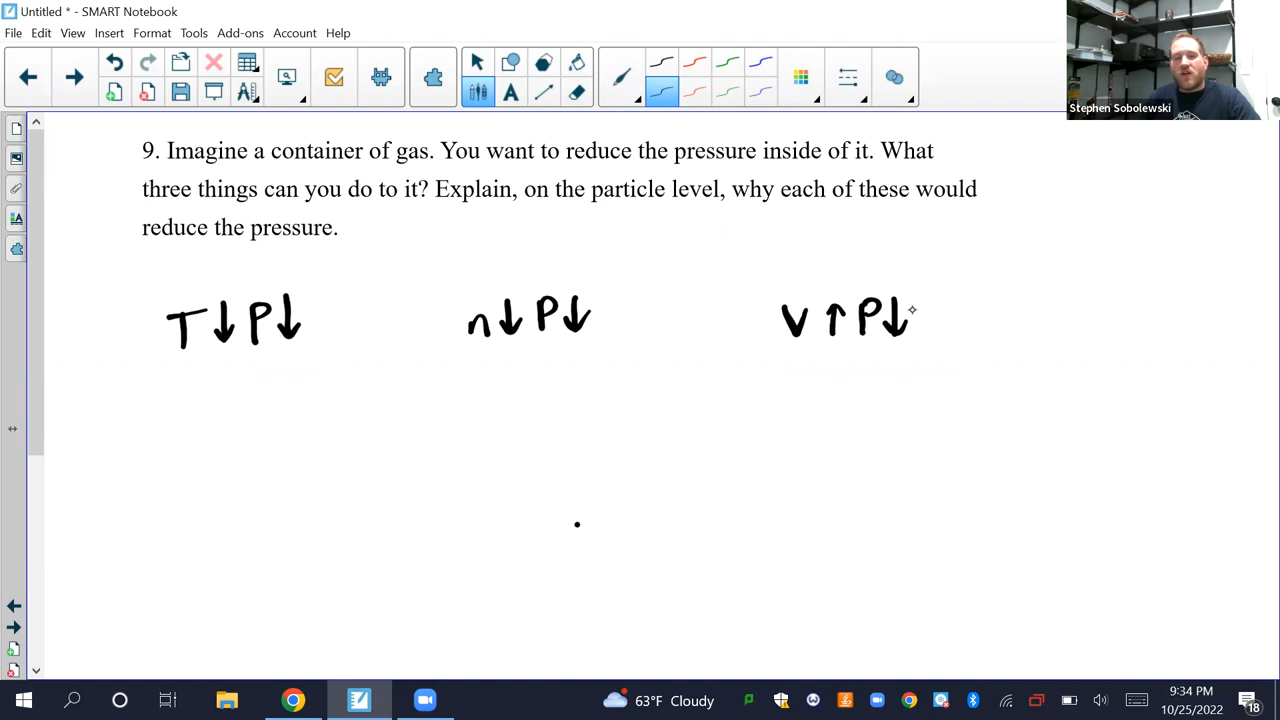 Untitled * - SMART Notebook
File Edit View Insert Format Tools Add-ons Account Help
Stephen Sobolewski
9. Imagine a container of gas. You want to reduce the pressure inside of it. What
three things can you do to it? Explain, on the particle level, why each of these would
reduce the pressure.
T↓P↓ n↓P↓ V↑P↓
63°F Cloudy
9:34 PM
10/25/2022
18